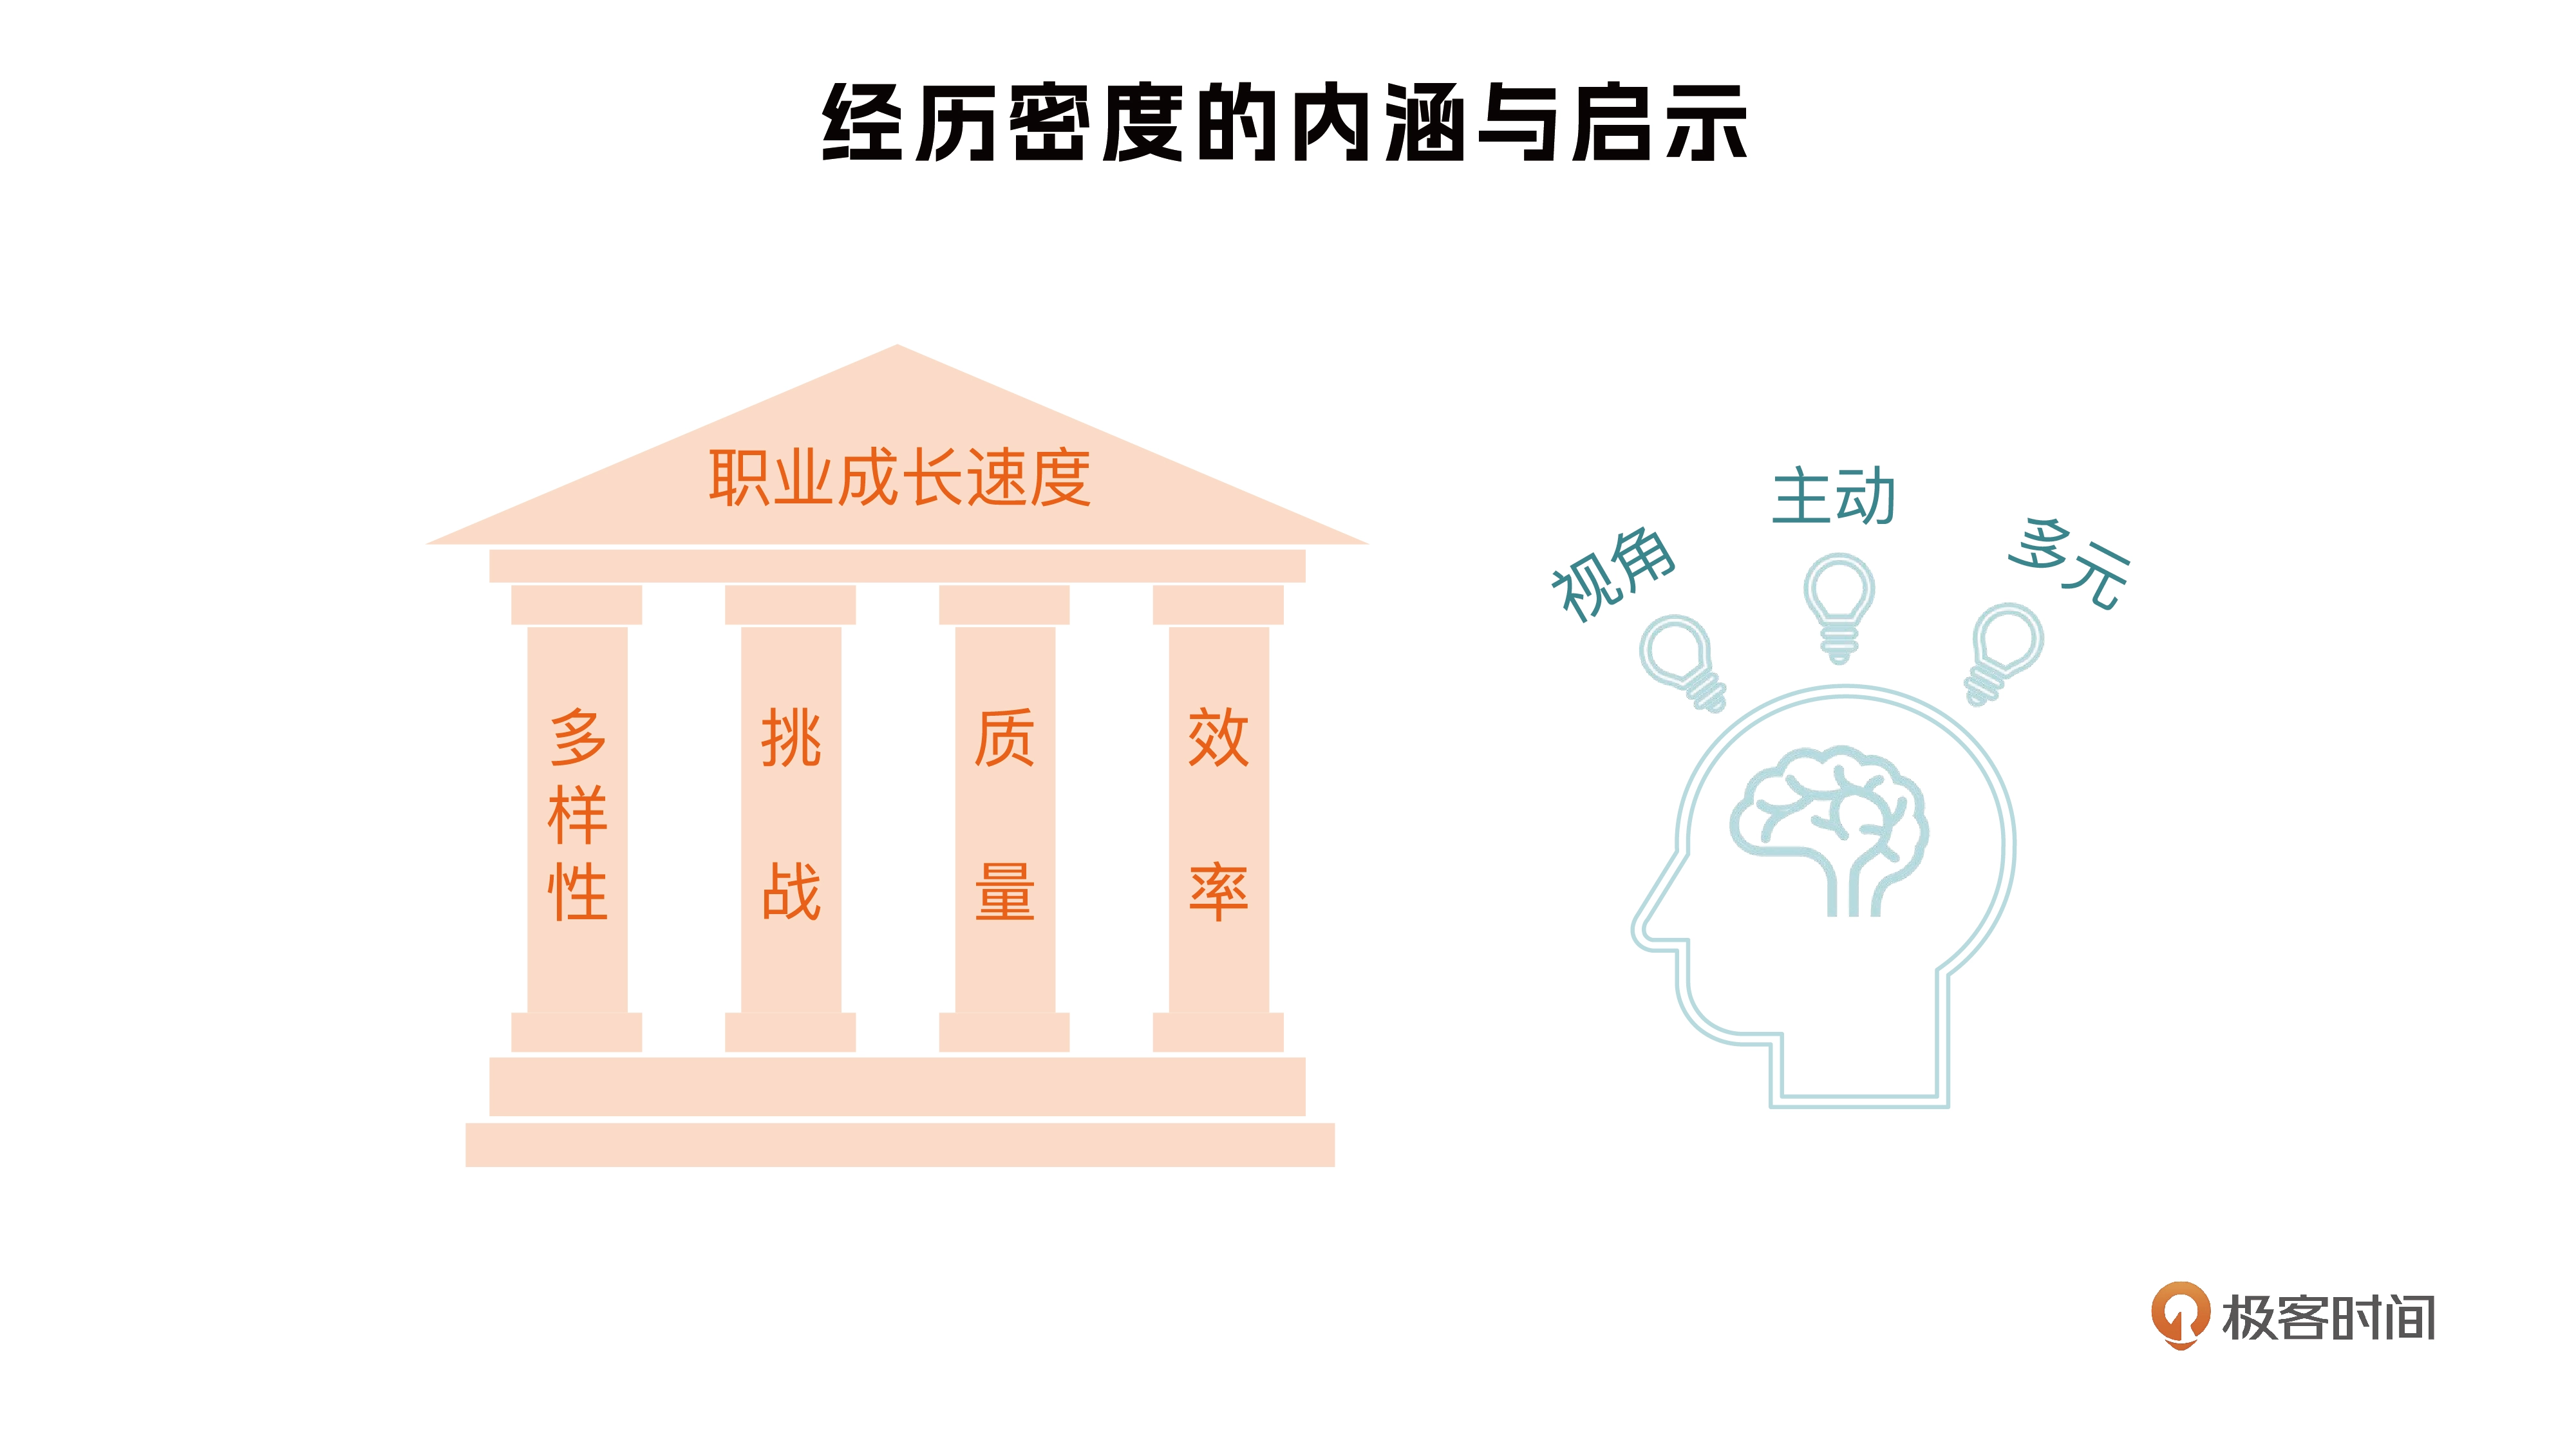 经历密度的内涵与启示
职业成长速度
多样性
挑战
质量
效率
视角
主动
多元
极客时间